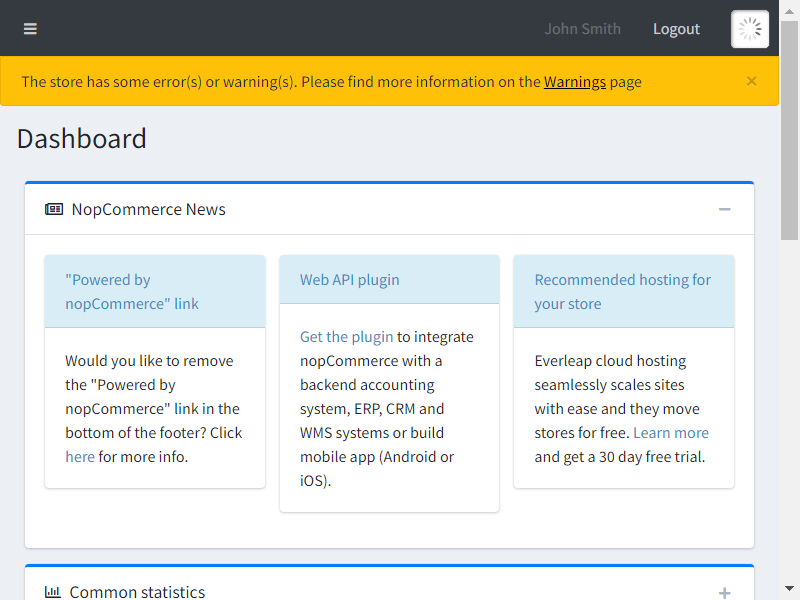 John Smith
Logout
The store has some error(s) or warning(s). Please find more information on the Warnings page
×
Dashboard
NopCommerce News
"Powered by
nopCommerce" link
Would you like to remove
the "Powered by
nopCommerce" link in the
bottom of the footer? Click
here for more info.
Web API plugin
Get the plugin to integrate
nopCommerce with a
backend accounting
system, ERP, CRM and
WMS systems or build
mobile app (Android or
iOS).
Recommended hosting for
your store
Everleap cloud hosting
seamlessly scales sites
with ease and they move
stores for free. Learn more
and get a 30 day free trial.
Common statistics